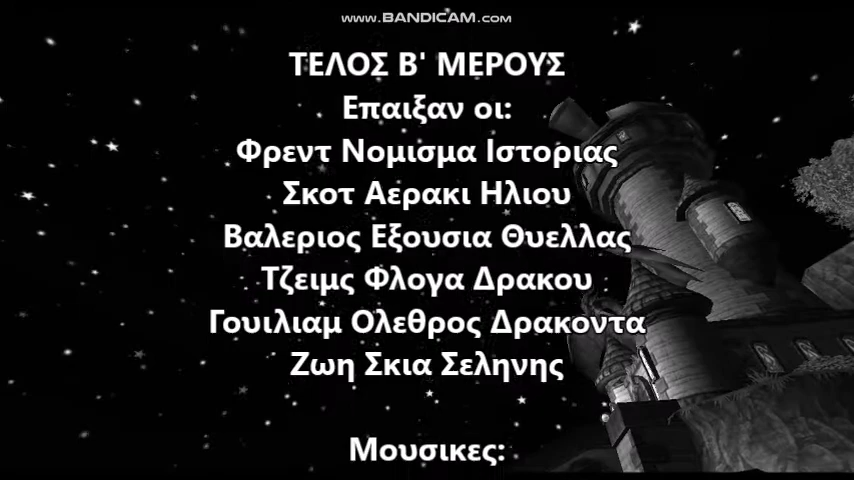 www.BANDICAM.com
ΤΕΛΟΣ Β' ΜΕΡΟΥΣ
Επαιξαν οι:
Φρεντ Νομισμα Ιστοριας
Σκοτ Αερακι Ηλιου
Βαλεριος Εξουσια Θυελλας
Τζειμς Φλογα Δρακου
Γουιλιαμ Ολεθρος Δρακοντα
Ζωη Σκια Σεληνης
Μουσικες: